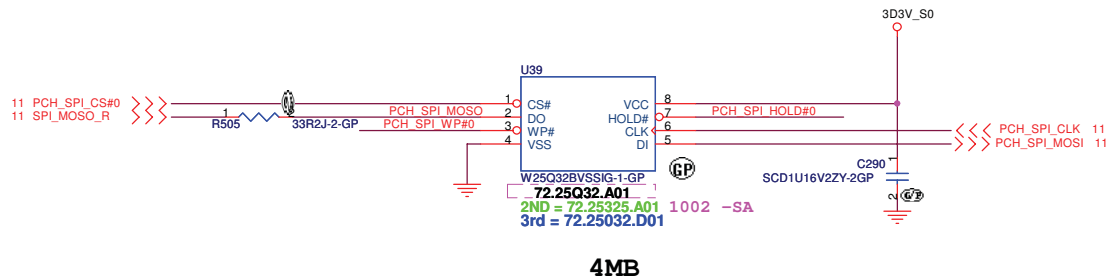 3D3V_S0
U39
11 PCH_SPI_CS#0
1 CS#
VCC 8
11 SPI_MOSO_R
1
R505
33R2J-2-GP
PCH_SPI_MOSO
2 DO
HOLD# 7
PCH_SPI_HOLD#0
PCH_SPI_WP#0
3 WP#
CLK 6
PCH_SPI_CLK 11
4 VSS
DI 5
PCH_SPI_MOSI 11
GP
C290
1
SCD1U16V2ZY-2GP
2
W25Q32BVSSIG-1-GP
72.25Q32.A01
2ND = 72.25325.A01 1002 -SA
3rd = 72.25032.D01
4MB